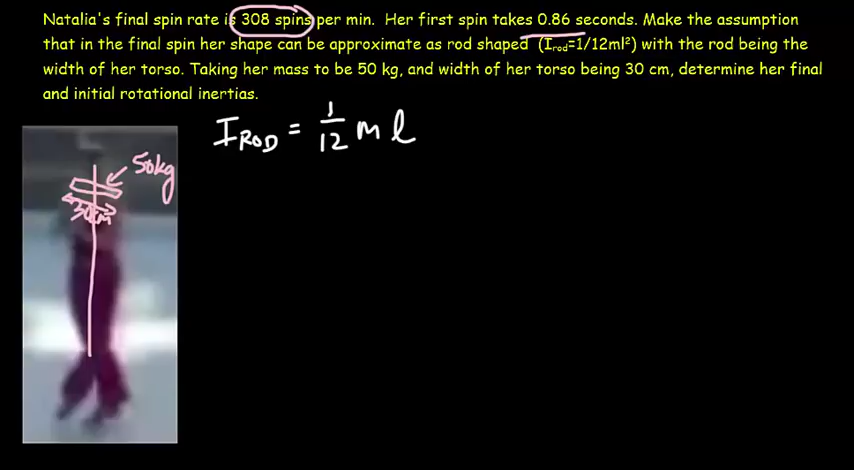 Natalia's final spin rate is 308 spins per min. Her first spin takes 0.86 seconds. Make the assumption
that in the final spin her shape can be approximate as rod shaped (Irod=1/12ml²) with the rod being the
width of her torso. Taking her mass to be 50 kg, and width of her torso being 30 cm, determine her final
and initial rotational inertias.
I ROD = 1/12 m l
50kg
30cm